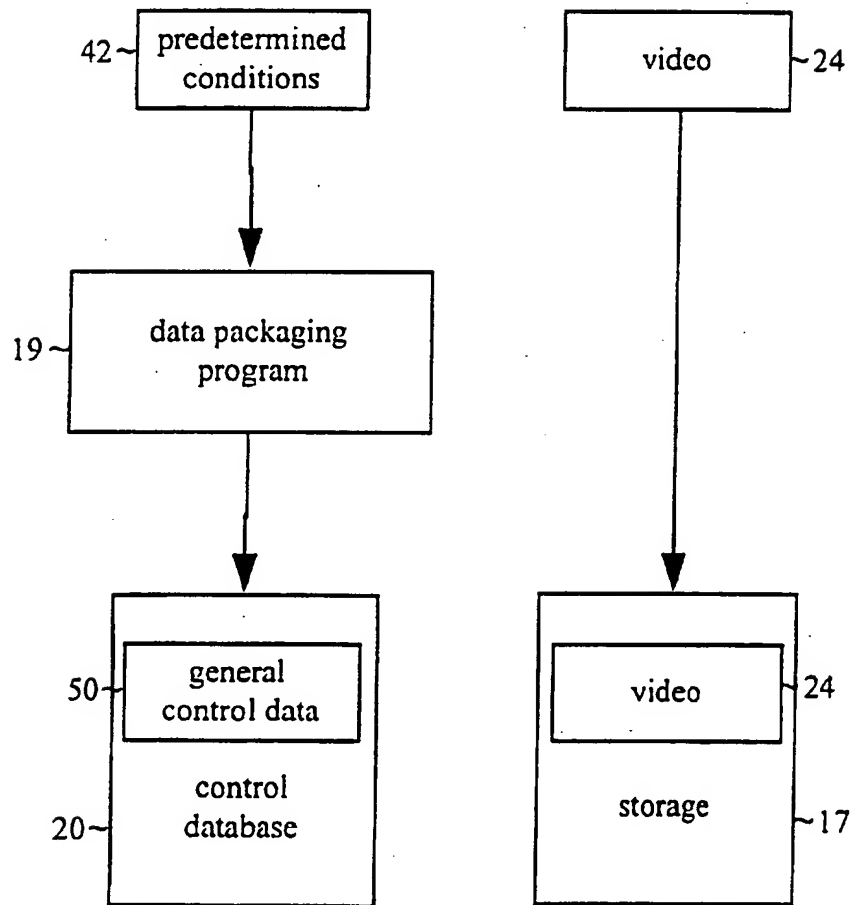 42
predetermined
conditions
video
24
19
data packaging
program
50
general
control data
control
database
20
video
24
storage
17